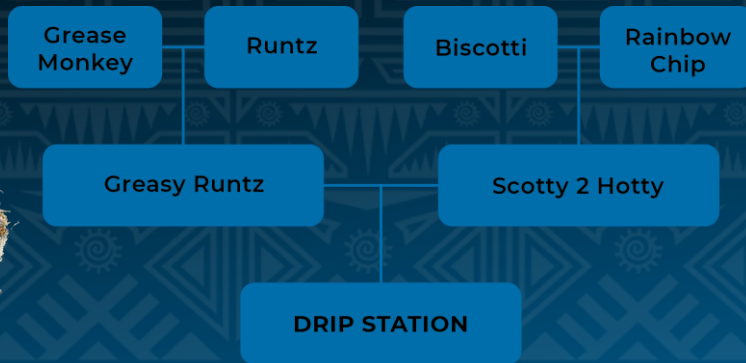 Grease
Monkey
Runtz
Biscotti
Rainbow
Chip
Greasy Runtz
Scotty 2 Hotty
DRIP STATION